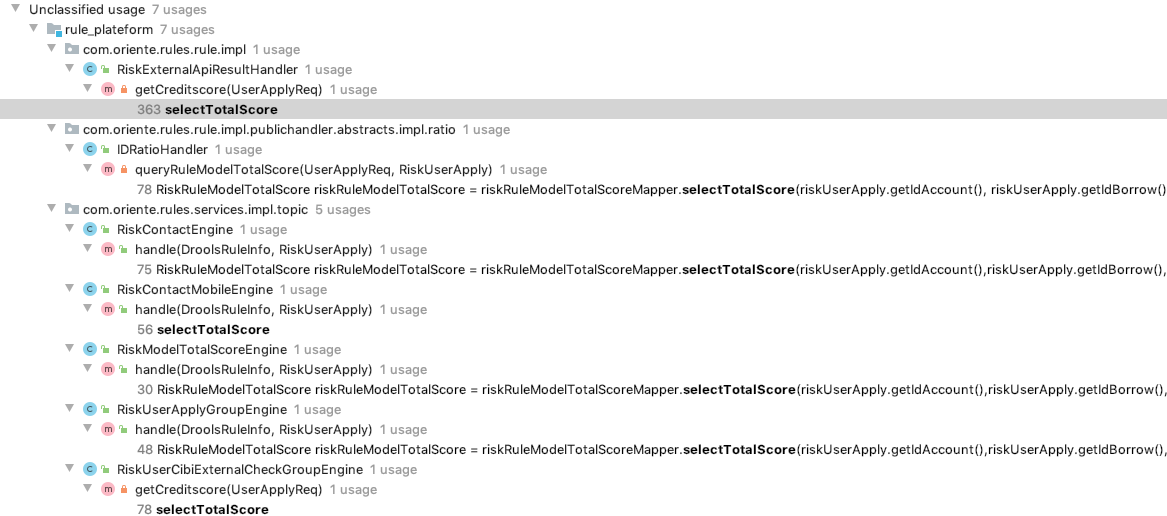 Unclassified usage 7 usages
rule_plateform 7 usages
com.oriente.rules.rule.impl 1 usage
C RiskExternalApiResultHandler 1 usage
m getCreditscore(UserApplyReq) 1 usage
363 selectTotalScore
com.oriente.rules.rule.impl.publichandler.abstracts.impl.ratio 1 usage
C IDRatioHandler 1 usage
m queryRuleModelTotalScore(UserApplyReq, RiskUserApply) 1 usage
78 RiskRuleModelTotalScore riskRuleModelTotalScore = riskRuleModelTotalScoreMapper.selectTotalScore(riskUserApply.getIdAccount(), riskUserApply.getIdBorrow()
com.oriente.rules.services.impl.topic 5 usages
C RiskContactEngine 1 usage
m handle(DroolsRuleInfo, RiskUserApply) 1 usage
75 RiskRuleModelTotalScore riskRuleModelTotalScore = riskRuleModelTotalScoreMapper.selectTotalScore(riskUserApply.getIdAccount(),riskUserApply.getIdBorrow(),
C RiskContactMobileEngine 1 usage
m handle(DroolsRuleInfo, RiskUserApply) 1 usage
56 selectTotalScore
C RiskModelTotalScoreEngine 1 usage
m handle(DroolsRuleInfo, RiskUserApply) 1 usage
30 RiskRuleModelTotalScore riskRuleModelTotalScore = riskRuleModelTotalScoreMapper.selectTotalScore(riskUserApply.getIdAccount(),riskUserApply.getIdBorrow(),
C RiskUserApplyGroupEngine 1 usage
m handle(DroolsRuleInfo, RiskUserApply) 1 usage
48 RiskRuleModelTotalScore riskRuleModelTotalScore = riskRuleModelTotalScoreMapper.selectTotalScore(riskUserApply.getIdAccount(),riskUserApply.getIdBorrow(),
C RiskUserCibiExternalCheckGroupEngine 1 usage
m getCreditscore(UserApplyReq) 1 usage
78 selectTotalScore